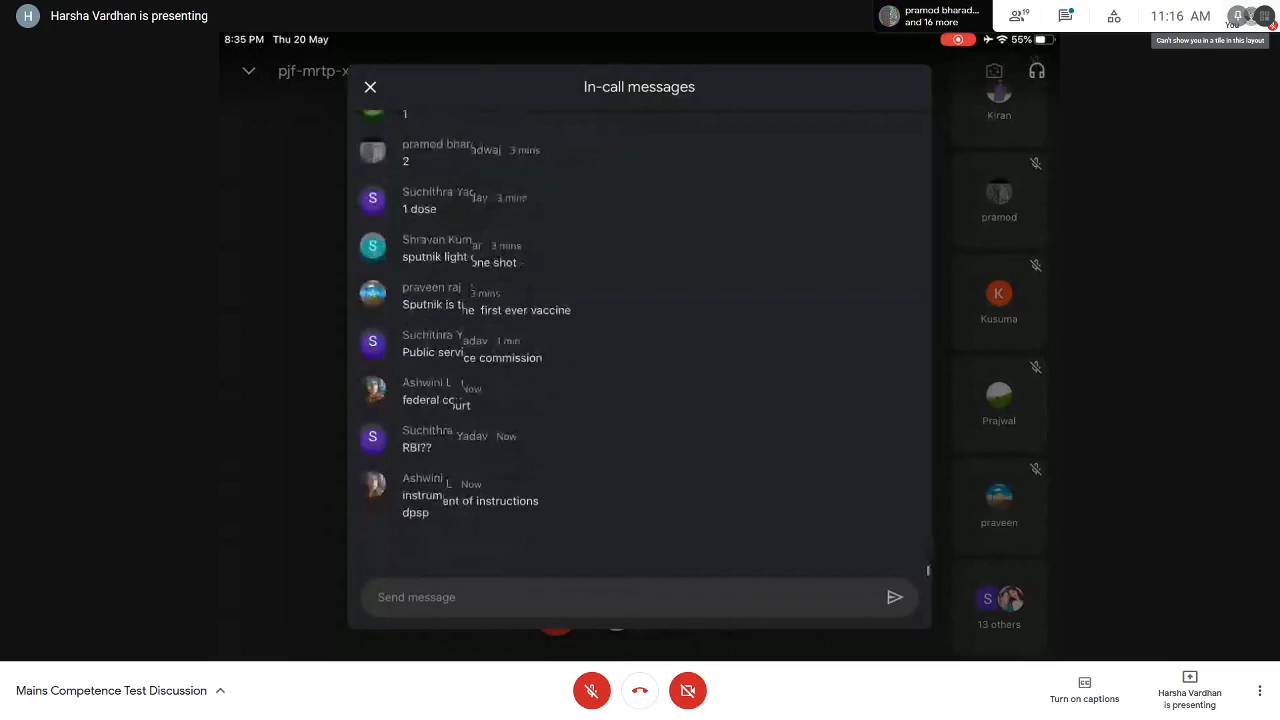 H Harsha Vardhan is presenting
pramod bharad...
and 16 more
19
11:16 AM
You
Can't show you in a tile in this layout
8:35 PM Thu 20 May
55%
pjf-mrtp-x
In-call messages
1
pramod bharadwaj 3 mins
2
S Suchithra Yadav 3 mins
1 dose
S Shravan Kumar 3 mins
sputnik light one shot
praveen raj 3 mins
Sputnik is the first ever vaccine
S Suchithra Yadav 1 min
Public service commission
Ashwini L Now
federal court
S Suchithra Yadav Now
RBI??
Ashwini L Now
instrument of instructions
dpsp
Send message
Kiran
pramod
K
Kusuma
Prajwal
praveen
S
13 others
Mains Competence Test Discussion
Turn on captions
Harsha Vardhan
is presenting